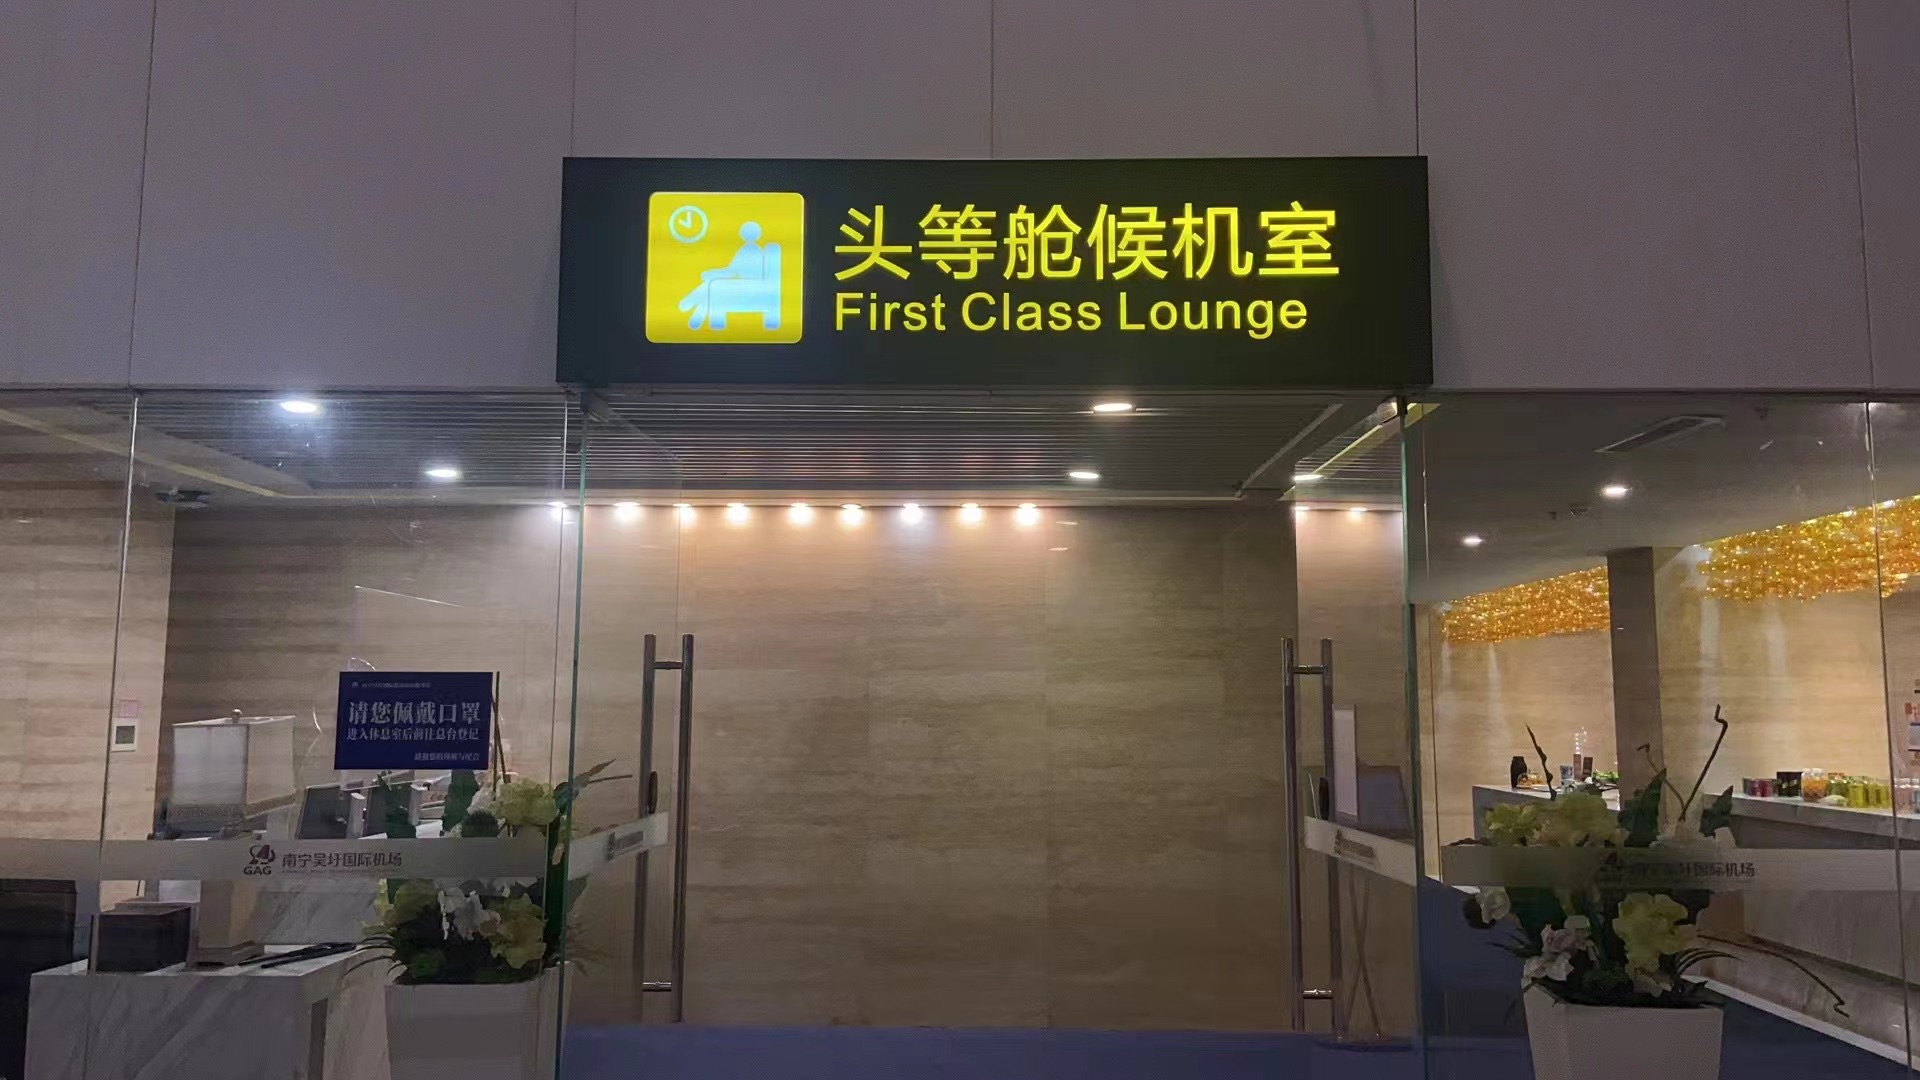 头等舱候机室
First Class Lounge
请您佩戴口罩
进入休息室后前往总台登记
GAG
南宁吴圩国际机场
国际机场